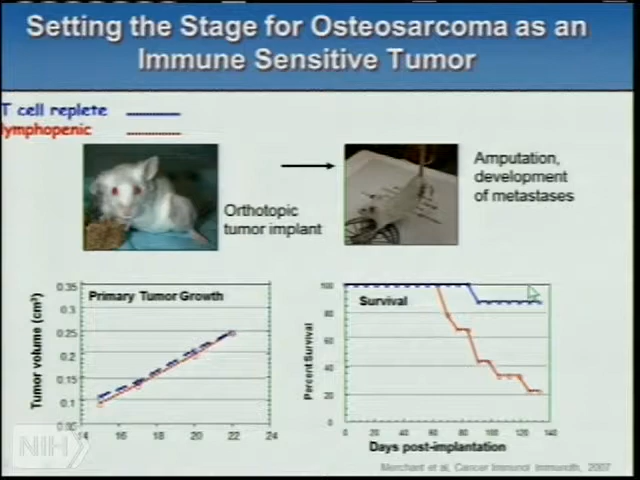 Setting the Stage for Osteosarcoma as an
Immune Sensitive Tumor
T cell replete
lymphopenic
Orthotopic
tumor implant
Amputation,
development
of metastases
Primary Tumor Growth
Tumor volume (cm³)
0.35
0.3
0.25
0.2
0.15
0.1
14
16
18
20
22
24
Survival
Percent Survival
100
80
60
40
20
0
0
20
40
60
80
100
120
140
Days post-implantation
NIH
Merchant et al, Cancer Immunol Immunoth, 2007